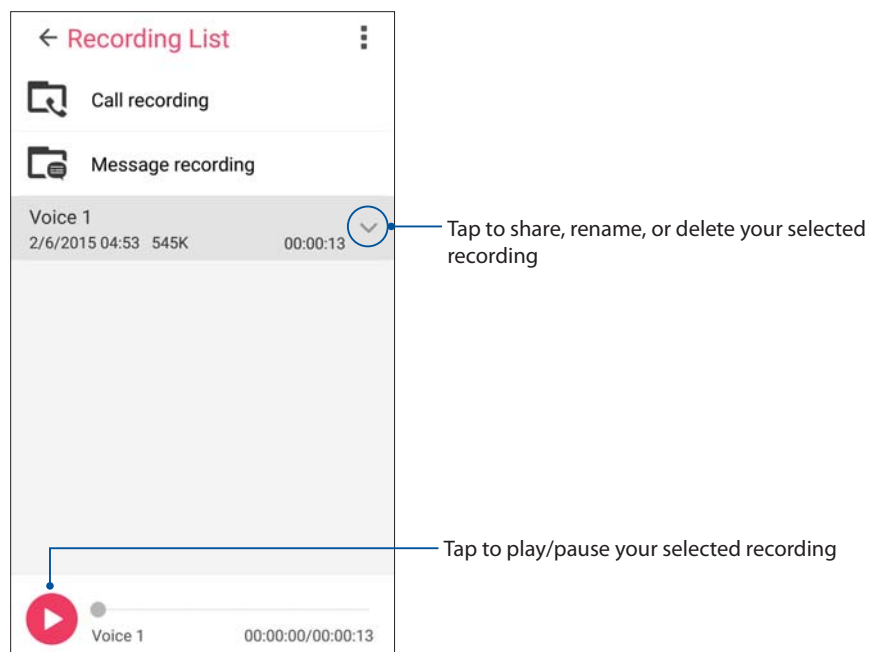 Recording List
Call recording
Message recording
Voice 1
2/6/2015 04:53 545K 00:00:13
Tap to share, rename, or delete your selected
recording
Tap to play/pause your selected recording
Voice 1 00:00:00/00:00:13